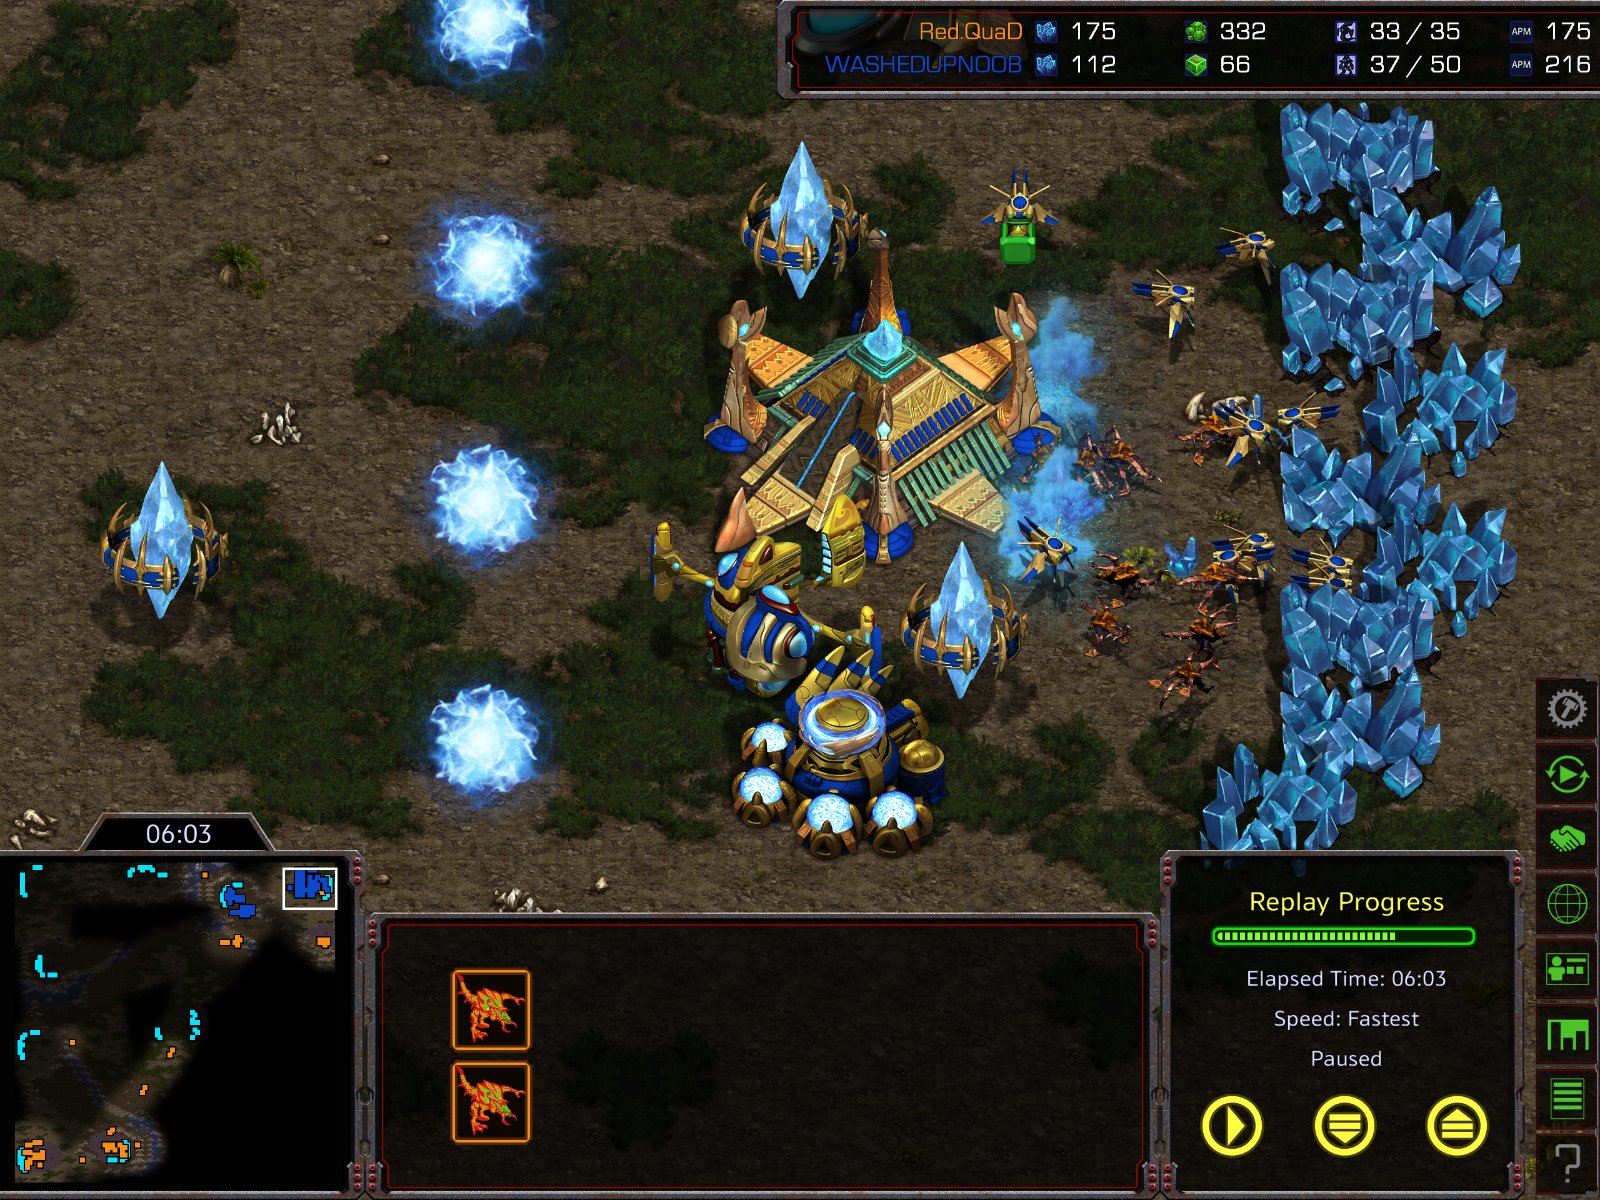 Red.QuaD 175 332 33 / 35 APM 175
WASHEDUPNOOB 112 66 37 / 50 APM 216
06:03
Replay Progress
Elapsed Time: 06:03
Speed: Fastest
Paused